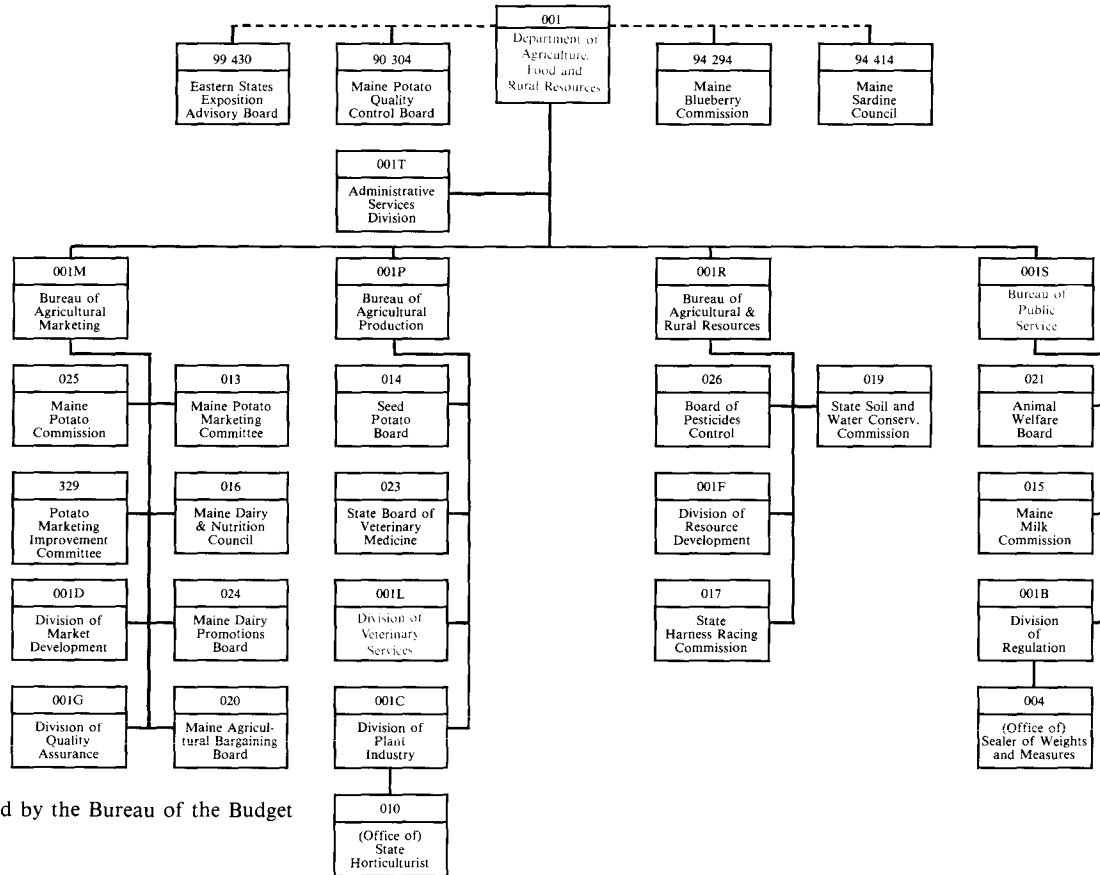 001
Department of
Agriculture,
Food and
Rural Resources
99 430
Eastern States
Exposition
Advisory Board
90 304
Maine Potato
Quality
Control Board
94 294
Maine
Blueberry
Commission
94 414
Maine
Sardine
Council
001T
Administrative
Services
Division
001M
Bureau of
Agricultural
Marketing
001P
Bureau of
Agricultural
Production
001R
Bureau of
Agricultural &
Rural Resources
001S
Bureau of
Public
Service
025
Maine
Potato
Commission
013
Maine Potato
Marketing
Committee
014
Seed
Potato
Board
026
Board of
Pesticides
Control
019
State Soil and
Water Conserv.
Commission
021
Animal
Welfare
Board
329
Potato
Marketing
Improvement
Committee
016
Maine Dairy
& Nutrition
Council
023
State Board of
Veterinary
Medicine
001F
Division of
Resource
Development
015
Maine
Milk
Commission
001D
Division of
Market
Development
024
Maine Dairy
Promotions
Board
001L
Division of
Veterinary
Services
017
State
Harness Racing
Commission
001B
Division
of
Regulation
001G
Division of
Quality
Assurance
020
Maine Agricul-
tural Bargaining
Board
001C
Division of
Plant
Industry
004
(Office of)
Sealer of Weights
and Measures
010
(Office of)
State
Horticulturist
d by the Bureau of the Budget